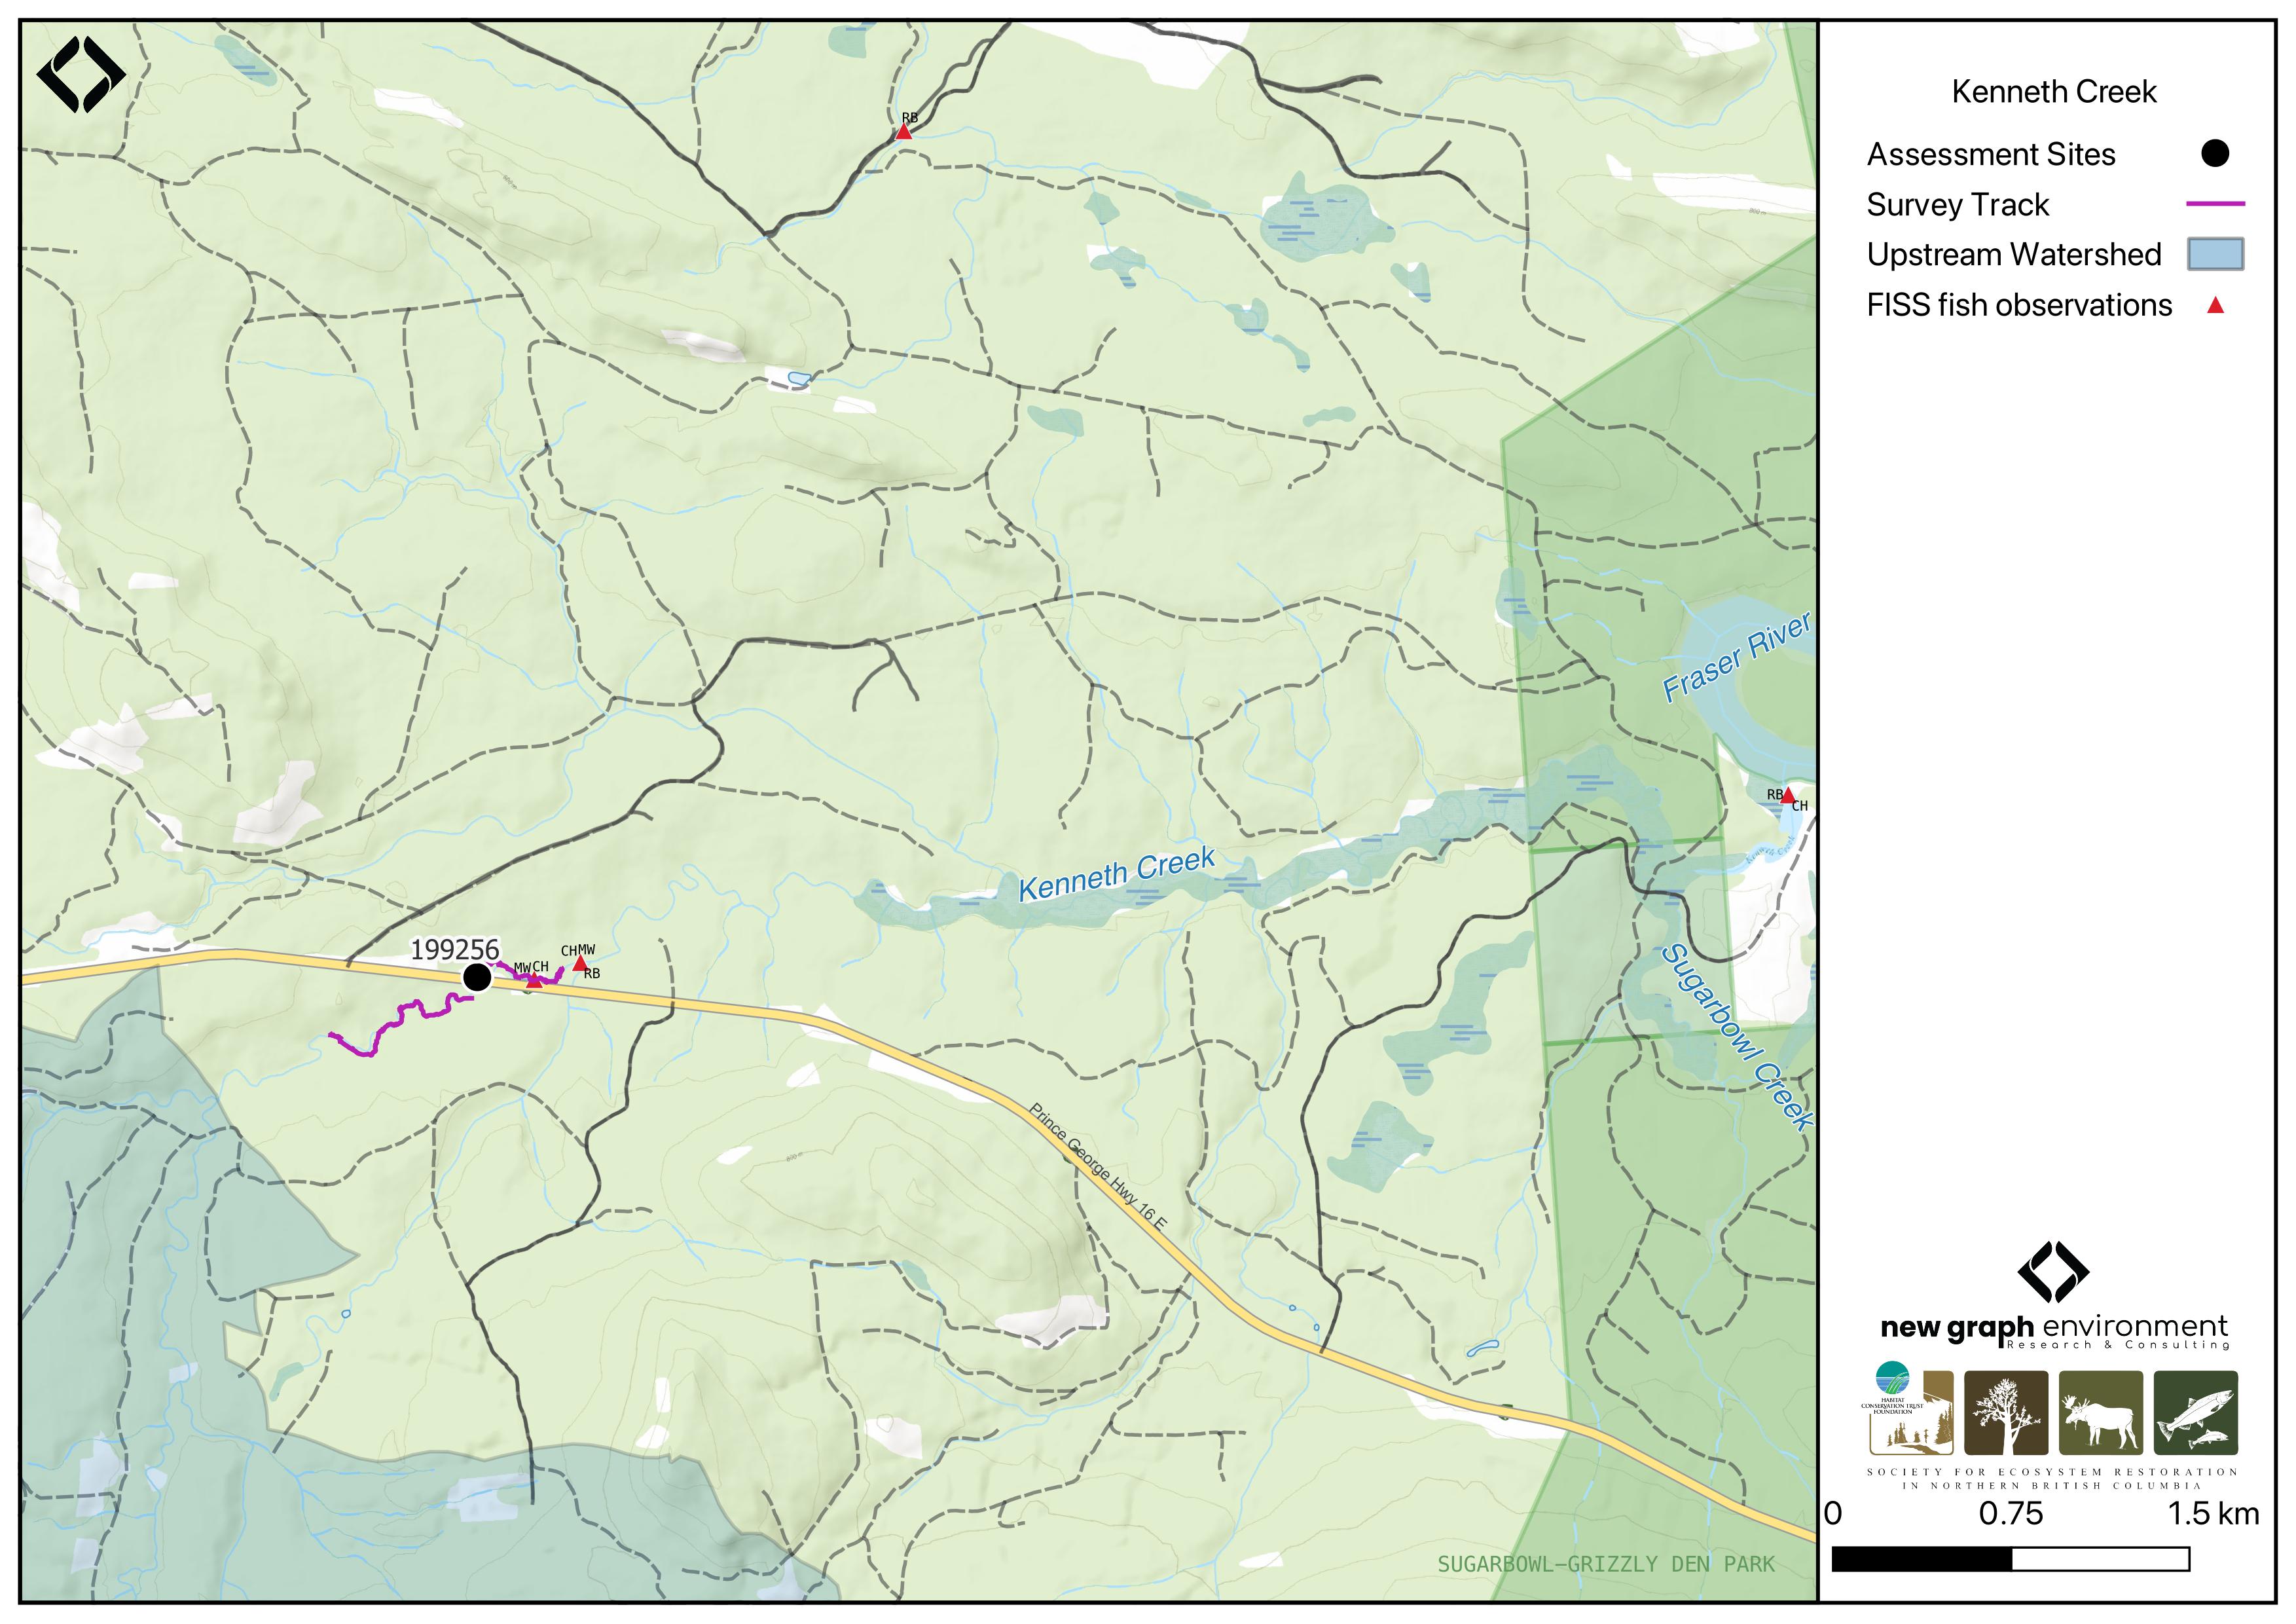 Kenneth Creek
Assessment Sites
Survey Track
Upstream Watershed
FISS fish observations
RB
800 m
Fraser River
RB
CH
Kenneth Creek
199256
CH MW
MW CH
RB
Sugarbowl Creek
Prince George Hwy 16 E
800 m
SUGARBOWL-GRIZZLY DEN PARK
new graph environment
Research & Consulting
HABITAT
CONSERVATION TRUST
FOUNDATION
SOCIETY FOR ECOSYSTEM RESTORATION
IN NORTHERN BRITISH COLUMBIA
0 0.75 1.5 km